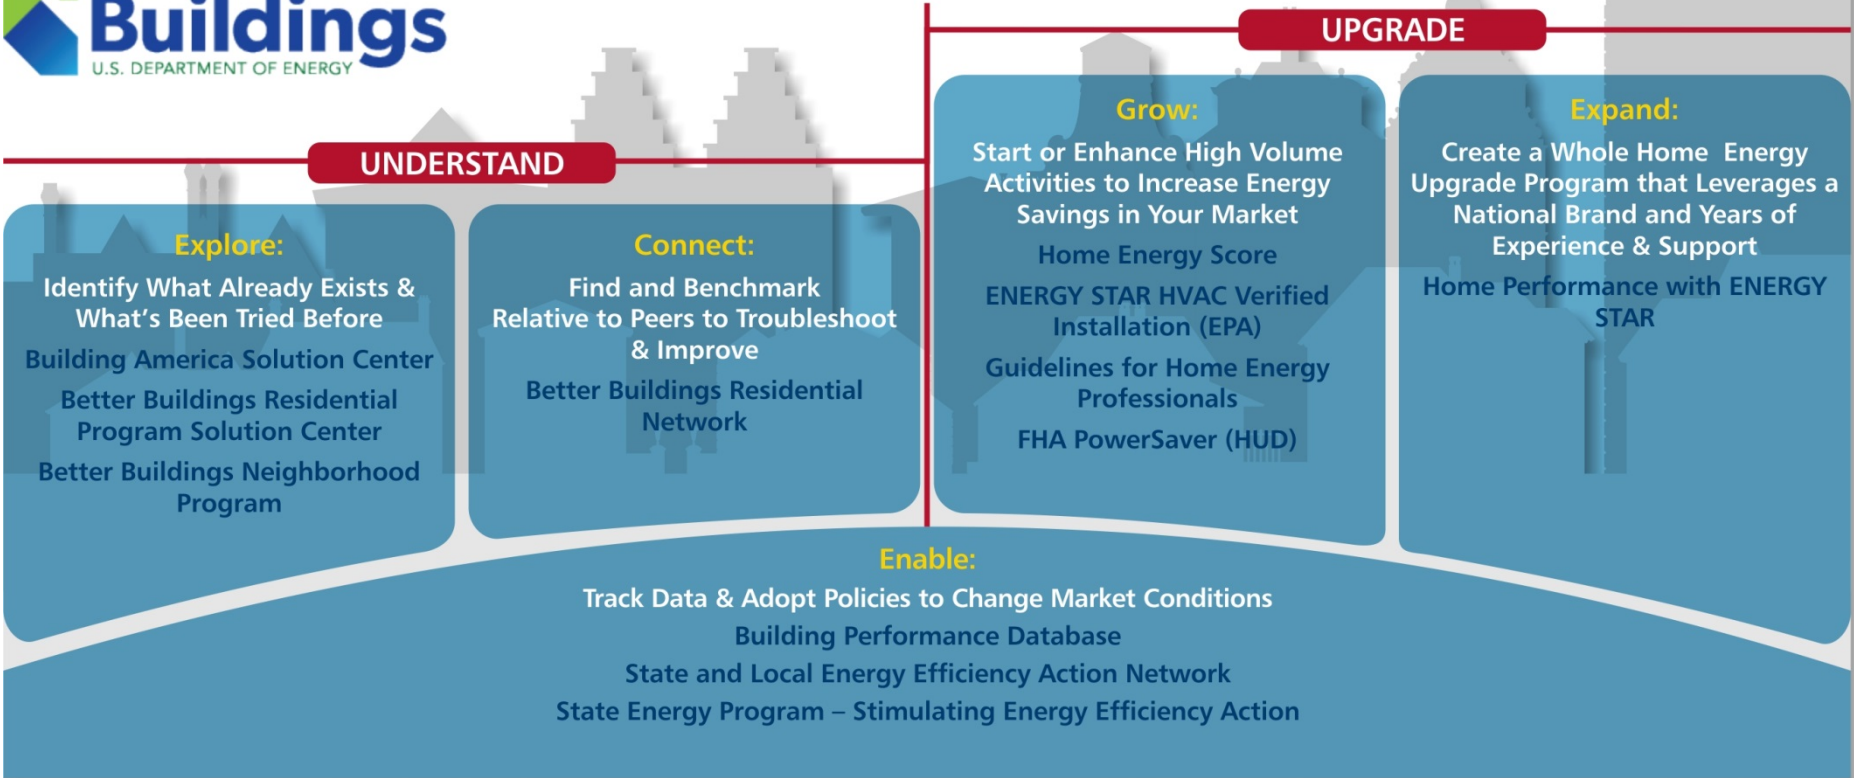 Buildings
U.S. DEPARTMENT OF ENERGY
UNDERSTAND
Explore:
Identify What Already Exists &
What's Been Tried Before
Building America Solution Center
Better Buildings Residential
Program Solution Center
Better Buildings Neighborhood
Program
Connect:
Find and Benchmark
Relative to Peers to Troubleshoot
& Improve
Better Buildings Residential
Network
UPGRADE
Grow:
Start or Enhance High Volume
Activities to Increase Energy
Savings in Your Market
Home Energy Score
ENERGY STAR HVAC Verified
Installation (EPA)
Guidelines for Home Energy
Professionals
FHA PowerSaver (HUD)
Expand:
Create a Whole Home Energy
Upgrade Program that Leverages a
National Brand and Years of
Experience & Support
Home Performance with ENERGY
STAR
Enable:
Track Data & Adopt Policies to Change Market Conditions
Building Performance Database
State and Local Energy Efficiency Action Network
State Energy Program – Stimulating Energy Efficiency Action